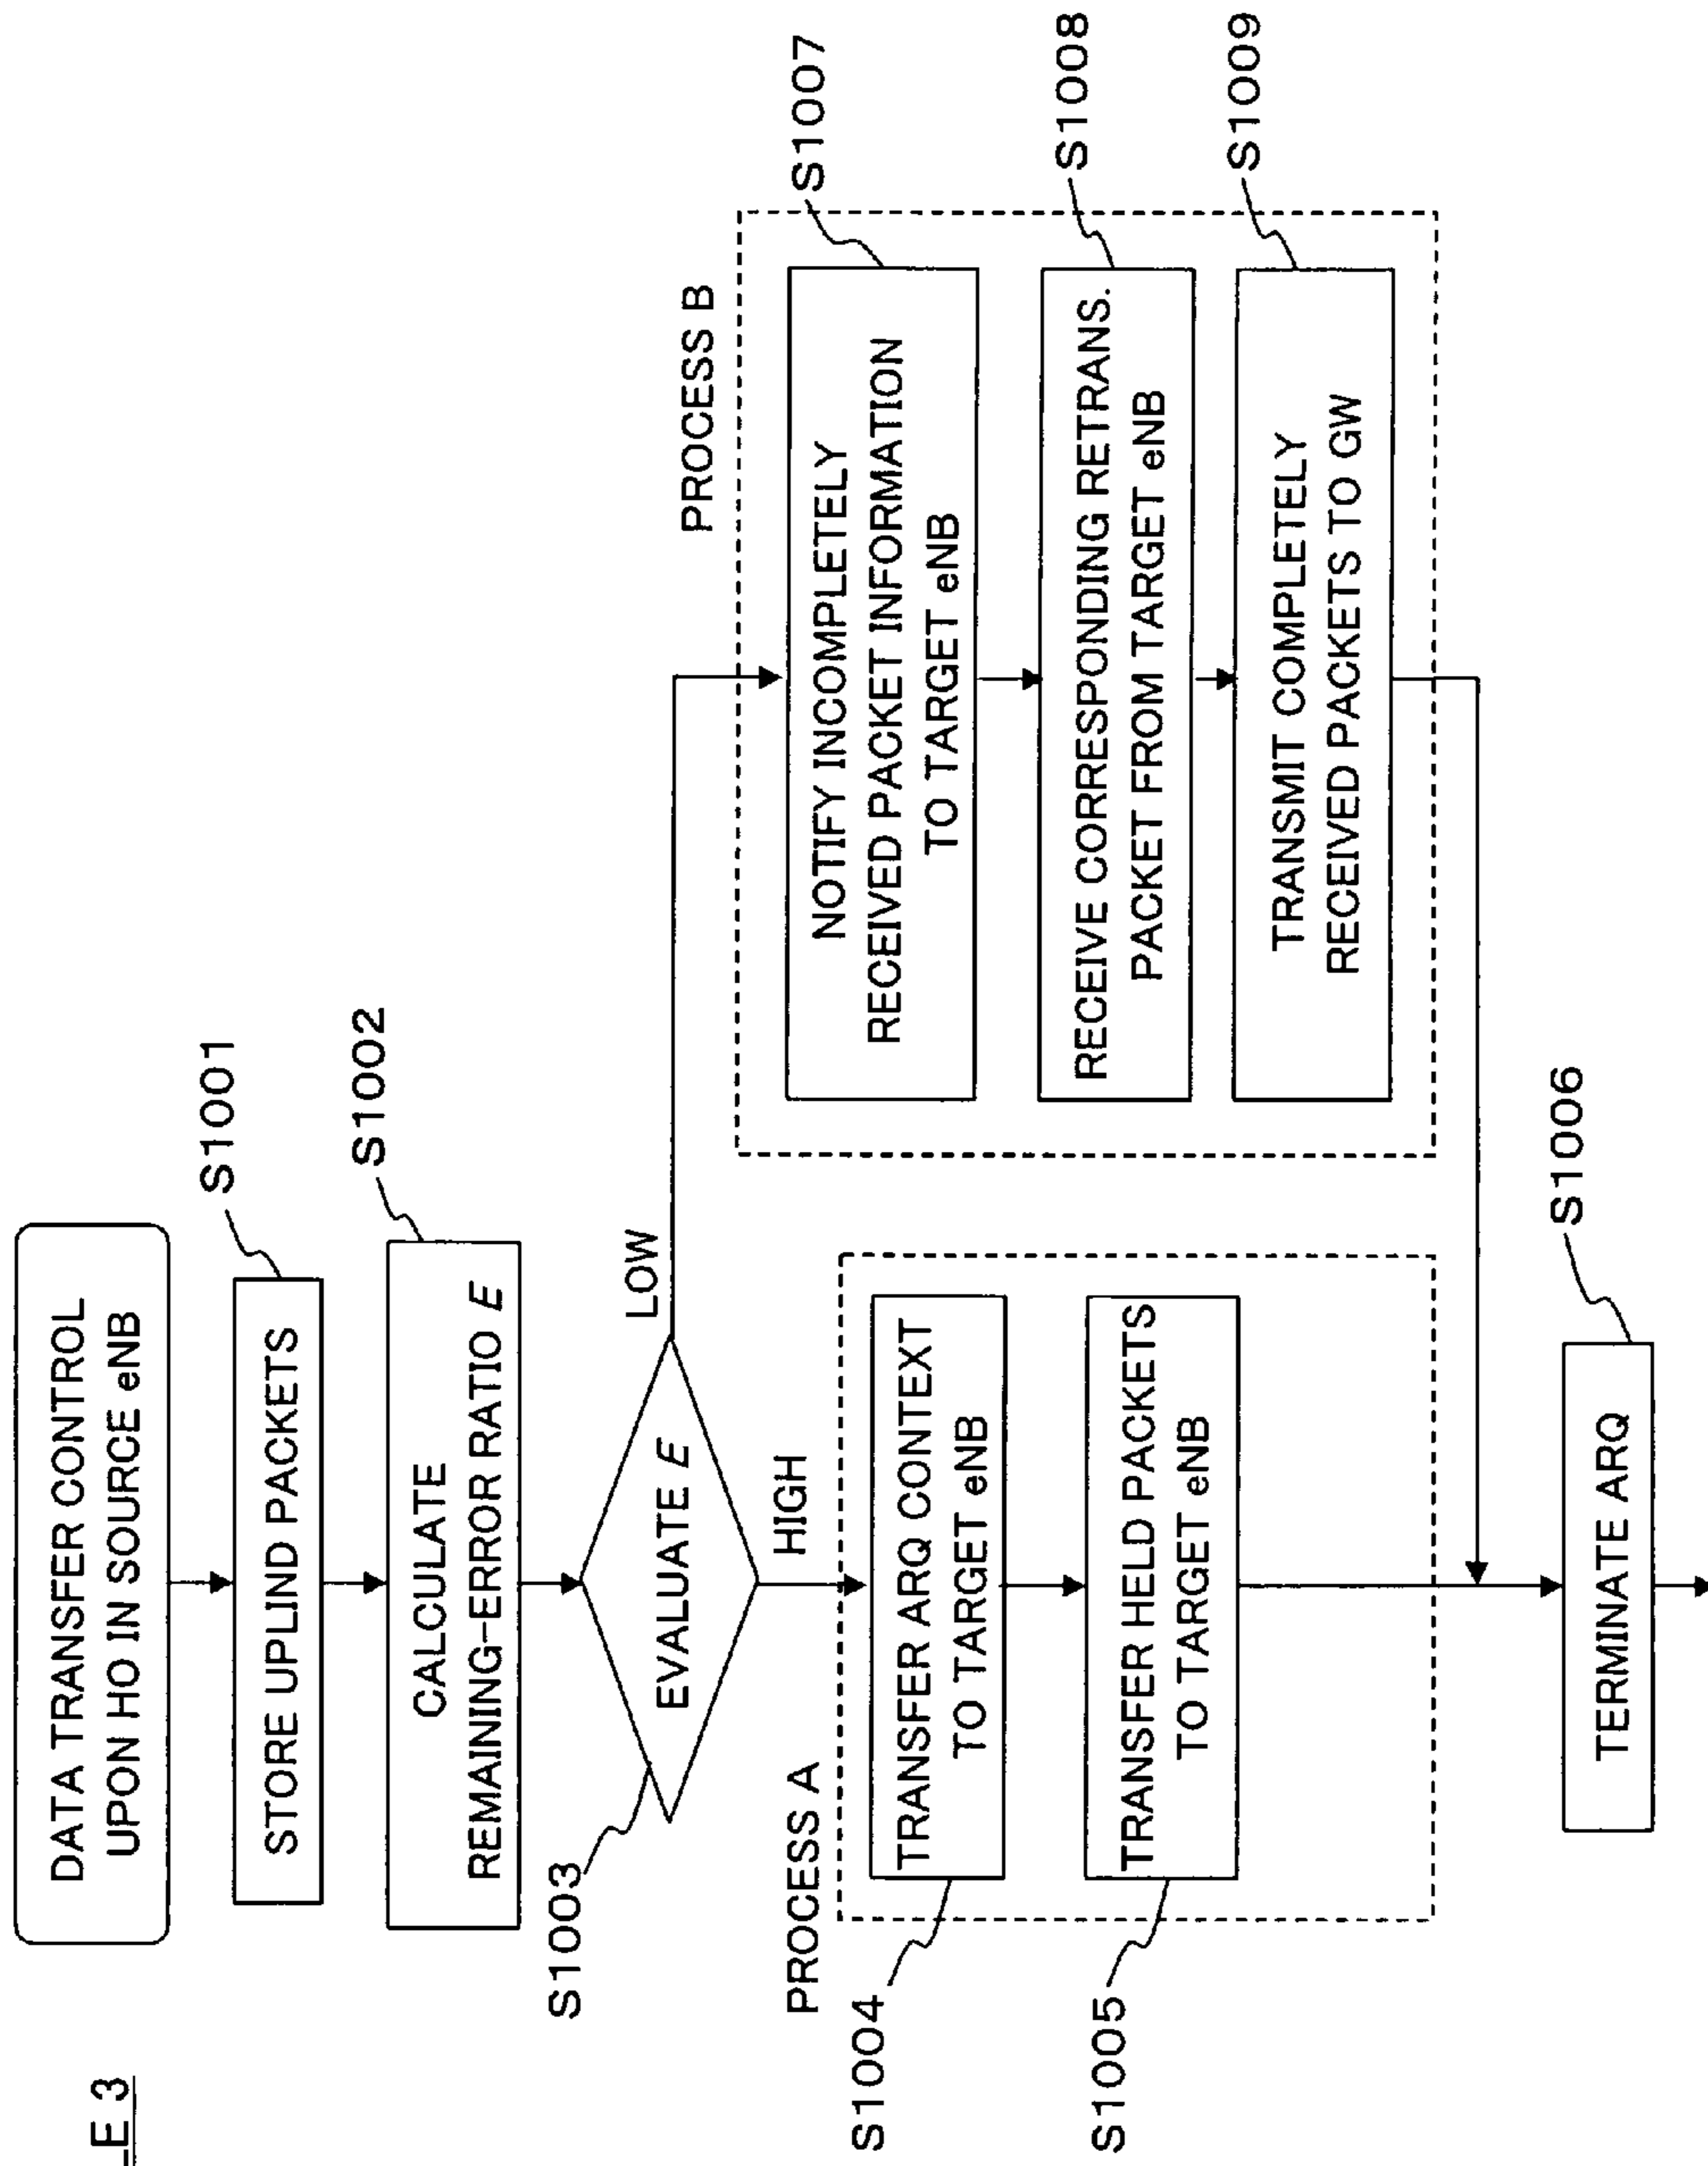 LE 3
DATA TRANSFER CONTROL
UPON HO IN SOURCE eNB
STORE UPLIND PACKETS
S1001
CALCULATE
REMAINING-ERROR RATIO E
S1002
EVALUATE E
S1003
LOW
HIGH
PROCESS A
TRANSFER ARQ CONTEXT
TO TARGET eNB
S1004
TRANSFER HELD PACKETS
TO TARGET eNB
S1005
PROCESS B
NOTIFY INCOMPLETELY
RECEIVED PACKET INFORMATION
TO TARGET eNB
S1007
RECEIVE CORRESPONDING RETRANS.
PACKET FROM TARGET eNB
S1008
TRANSMIT COMPLETELY
RECEIVED PACKETS TO GW
S1009
TERMINATE ARQ
S1006